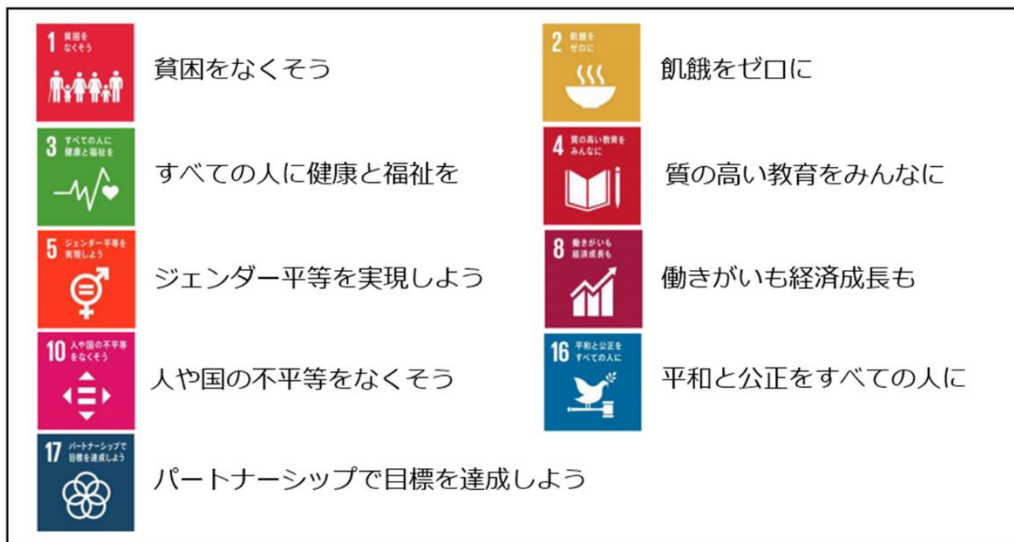 1 貧困を
なくそう
貧困をなくそう
2 飢餓を
ゼロに
飢餓をゼロに
3 すべての人に
健康と福祉を
すべての人に健康と福祉を
4 質の高い教育を
みんなに
質の高い教育をみんなに
5 ジェンダー平等を
実現しよう
ジェンダー平等を実現しよう
8 働きがいも
経済成長も
働きがいも経済成長も
10 人や国の不平等
をなくそう
人や国の不平等をなくそう
16 平和と公正を
すべての人に
平和と公正をすべての人に
17 パートナーシップで
目標を達成しよう
パートナーシップで目標を達成しよう